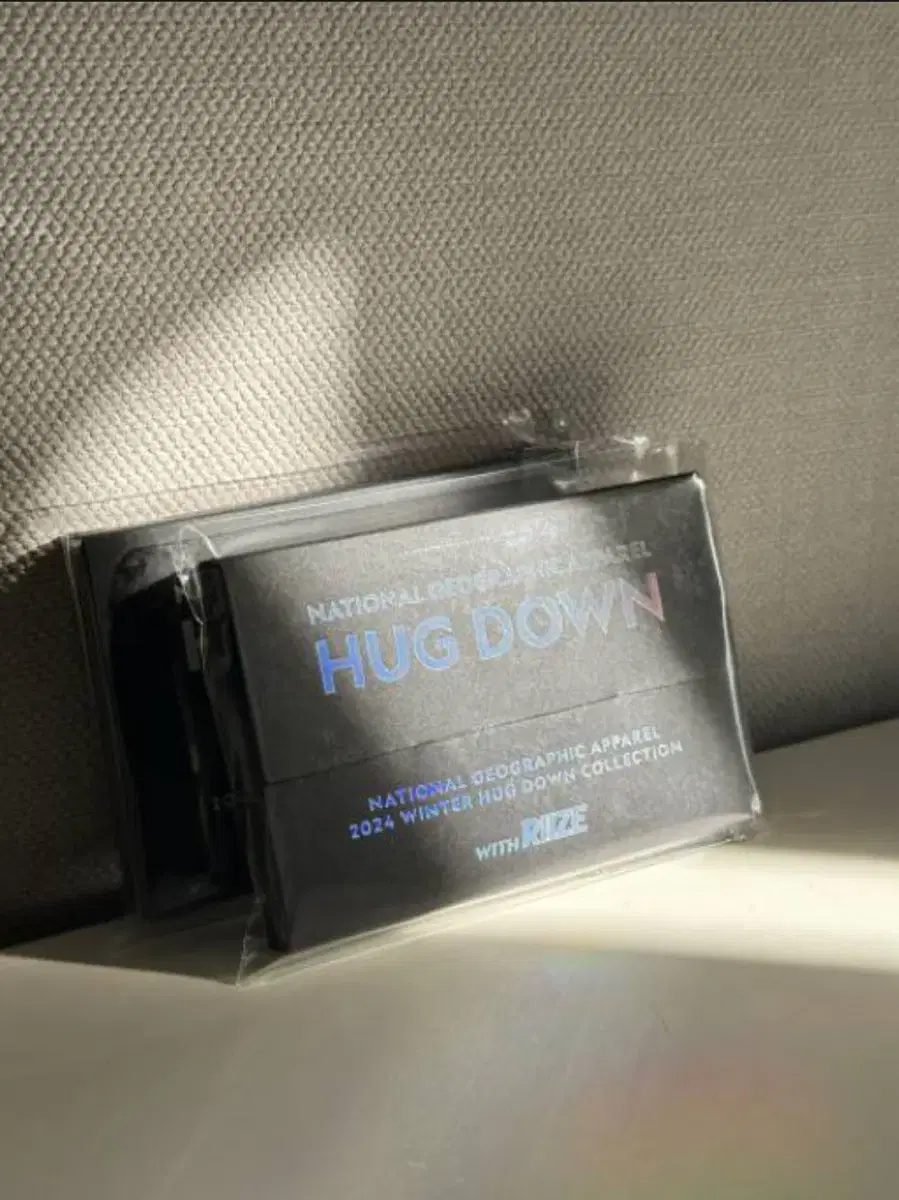 NATIONAL GEOGRAPHIC APPAREL
HUG DOWN
NATIONAL GEOGRAPHIC APPAREL
2024 WINTER HUG DOWN COLLECTION
WITH RIIZE